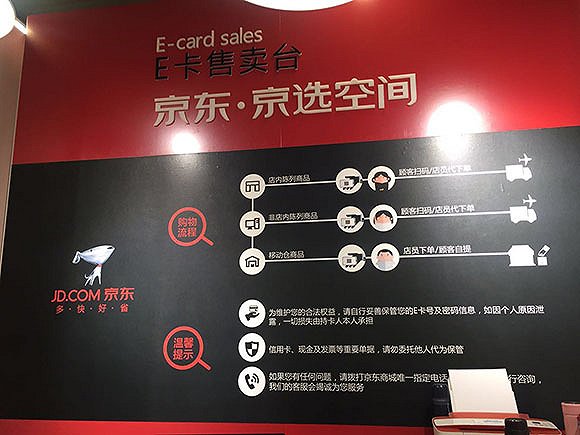 E-card sales
E卡售卖台
京东·京选空间
购物
流程
店内陈列商品
顾客扫码/店员代下单
非店内陈列商品
顾客扫码/店员代下单
移动仓商品
店员下单/顾客自提
JD.COM 京东
多·快·好·省
温馨
提示
为维护您的合法权益，请自行妥善保管您的E卡号及密码信息，如因个人原因泄
露，一切损失由持卡人本人承担
信用卡、现金及发票等重要单据，请勿委托他人代为保管
如果您有任何问题，请拨打京东商城唯一指定电话 行咨询，
我们的客服会竭诚为您服务